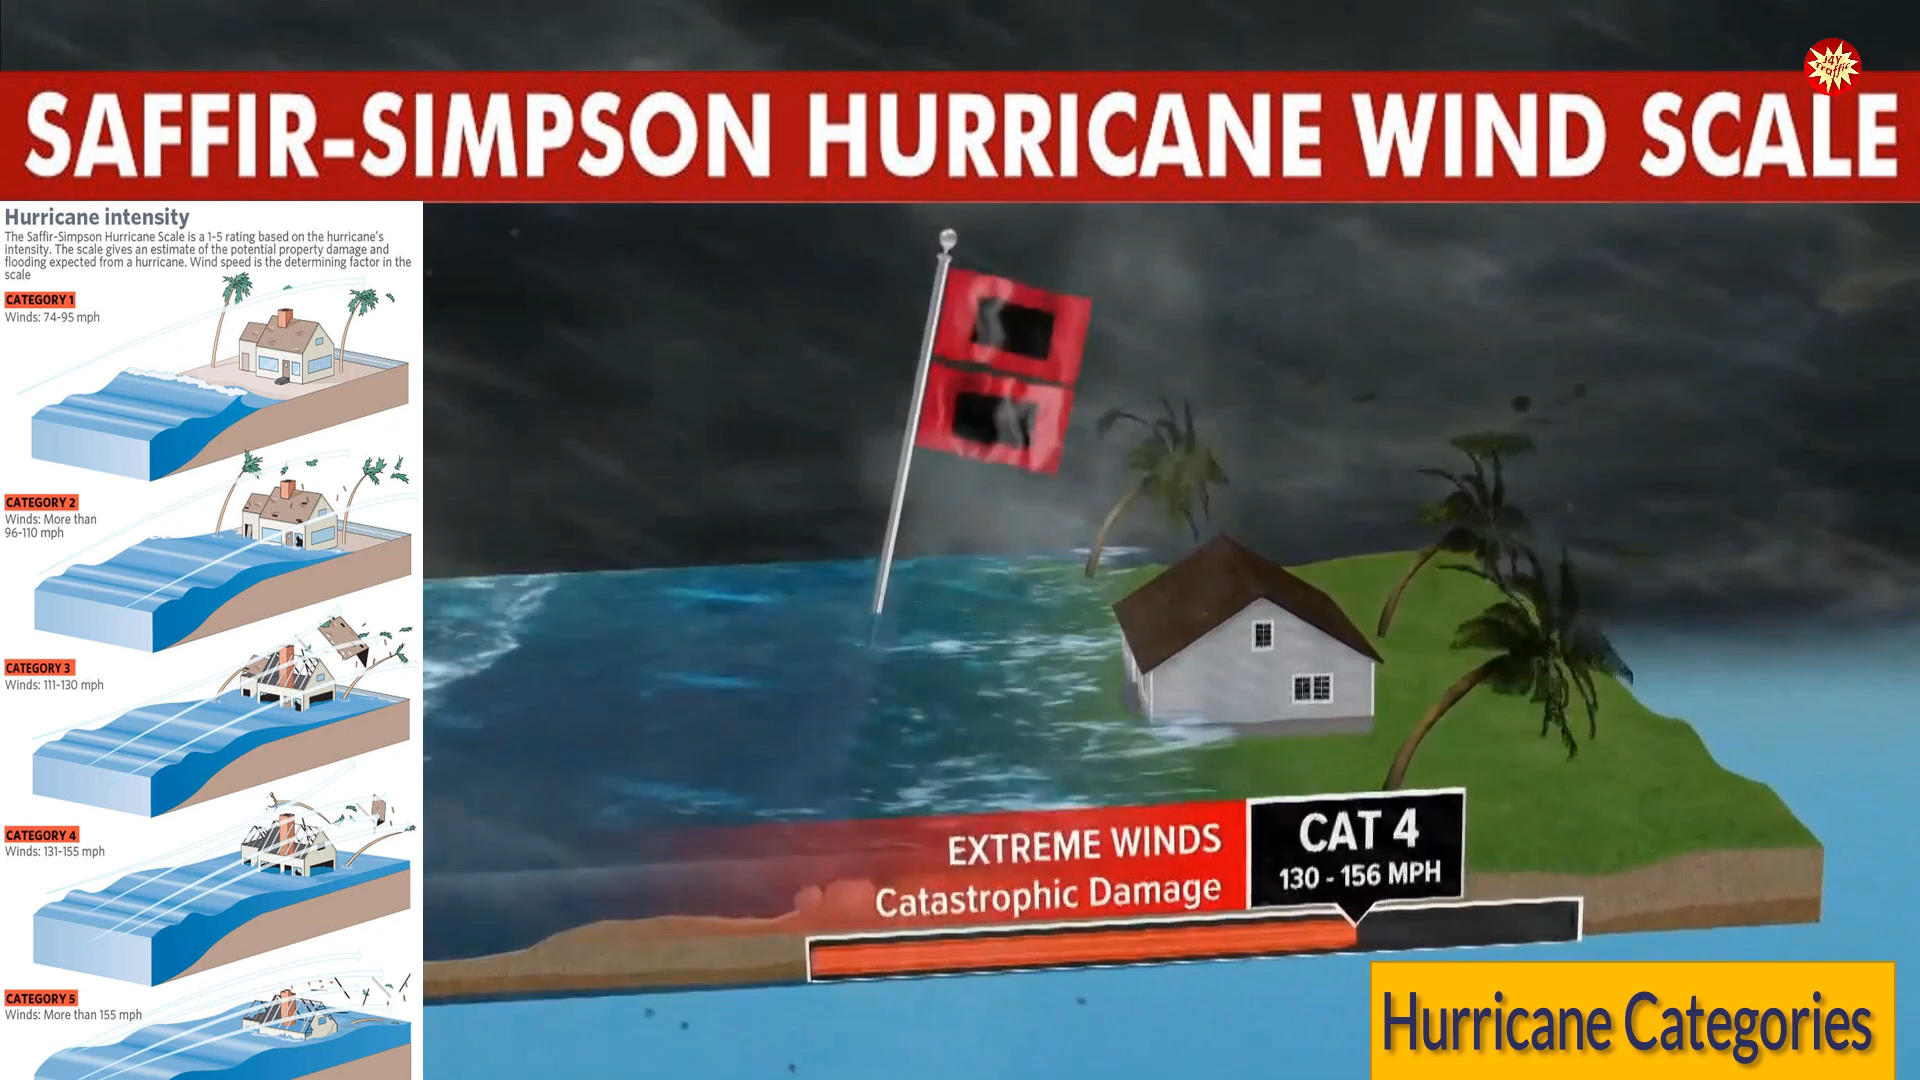 J4Y
Traffic
SAFFIR-SIMPSON HURRICANE WIND SCALE
Hurricane intensity
The Saffir-Simpson Hurricane Scale is a 1-5 rating based on the hurricane's
intensity. The scale gives an estimate of the potential property damage and
flooding expected from a hurricane. Wind speed is the determining factor in the
scale
CATEGORY 1
Winds: 74-95 mph
CATEGORY 2
Winds: More than
96-110 mph
CATEGORY 3
Winds: 111-130 mph
CATEGORY 4
Winds: 131-155 mph
CATEGORY 5
Winds: More than 155 mph
EXTREME WINDS
Catastrophic Damage
CAT 4
130 - 156 MPH
Hurricane Categories